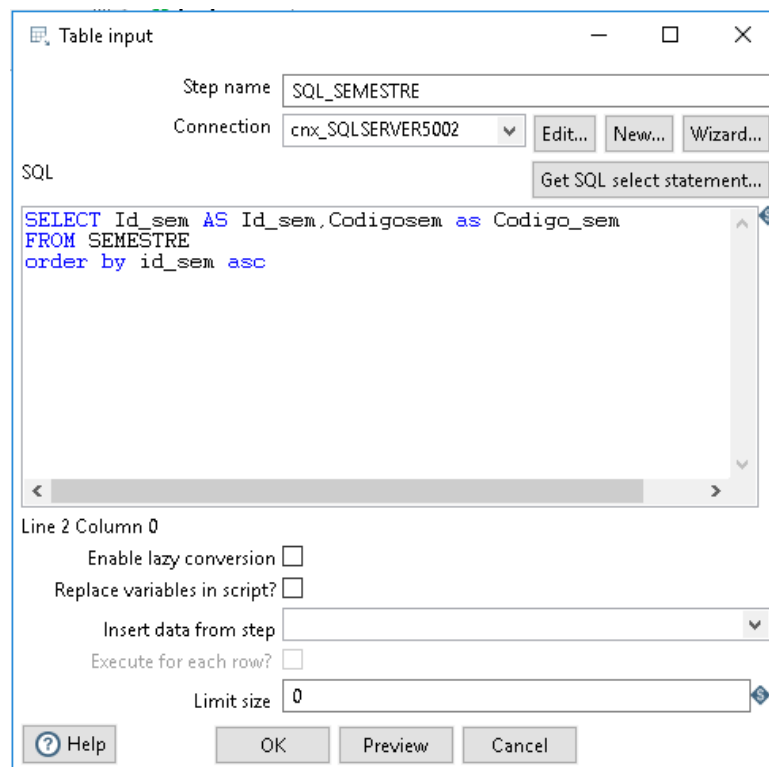 Table input
Step name SQL_SEMESTRE
Connection cnx_SQLSERVER5002 Edit... New... Wizard...
SQL Get SQL select statement...
SELECT Id_sem AS Id_sem,Codigosem as Codigo_sem
FROM SEMESTRE
order by id_sem asc
Line 2 Column 0
Enable lazy conversion
Replace variables in script?
Insert data from step
Execute for each row?
Limit size 0
Help OK Preview Cancel